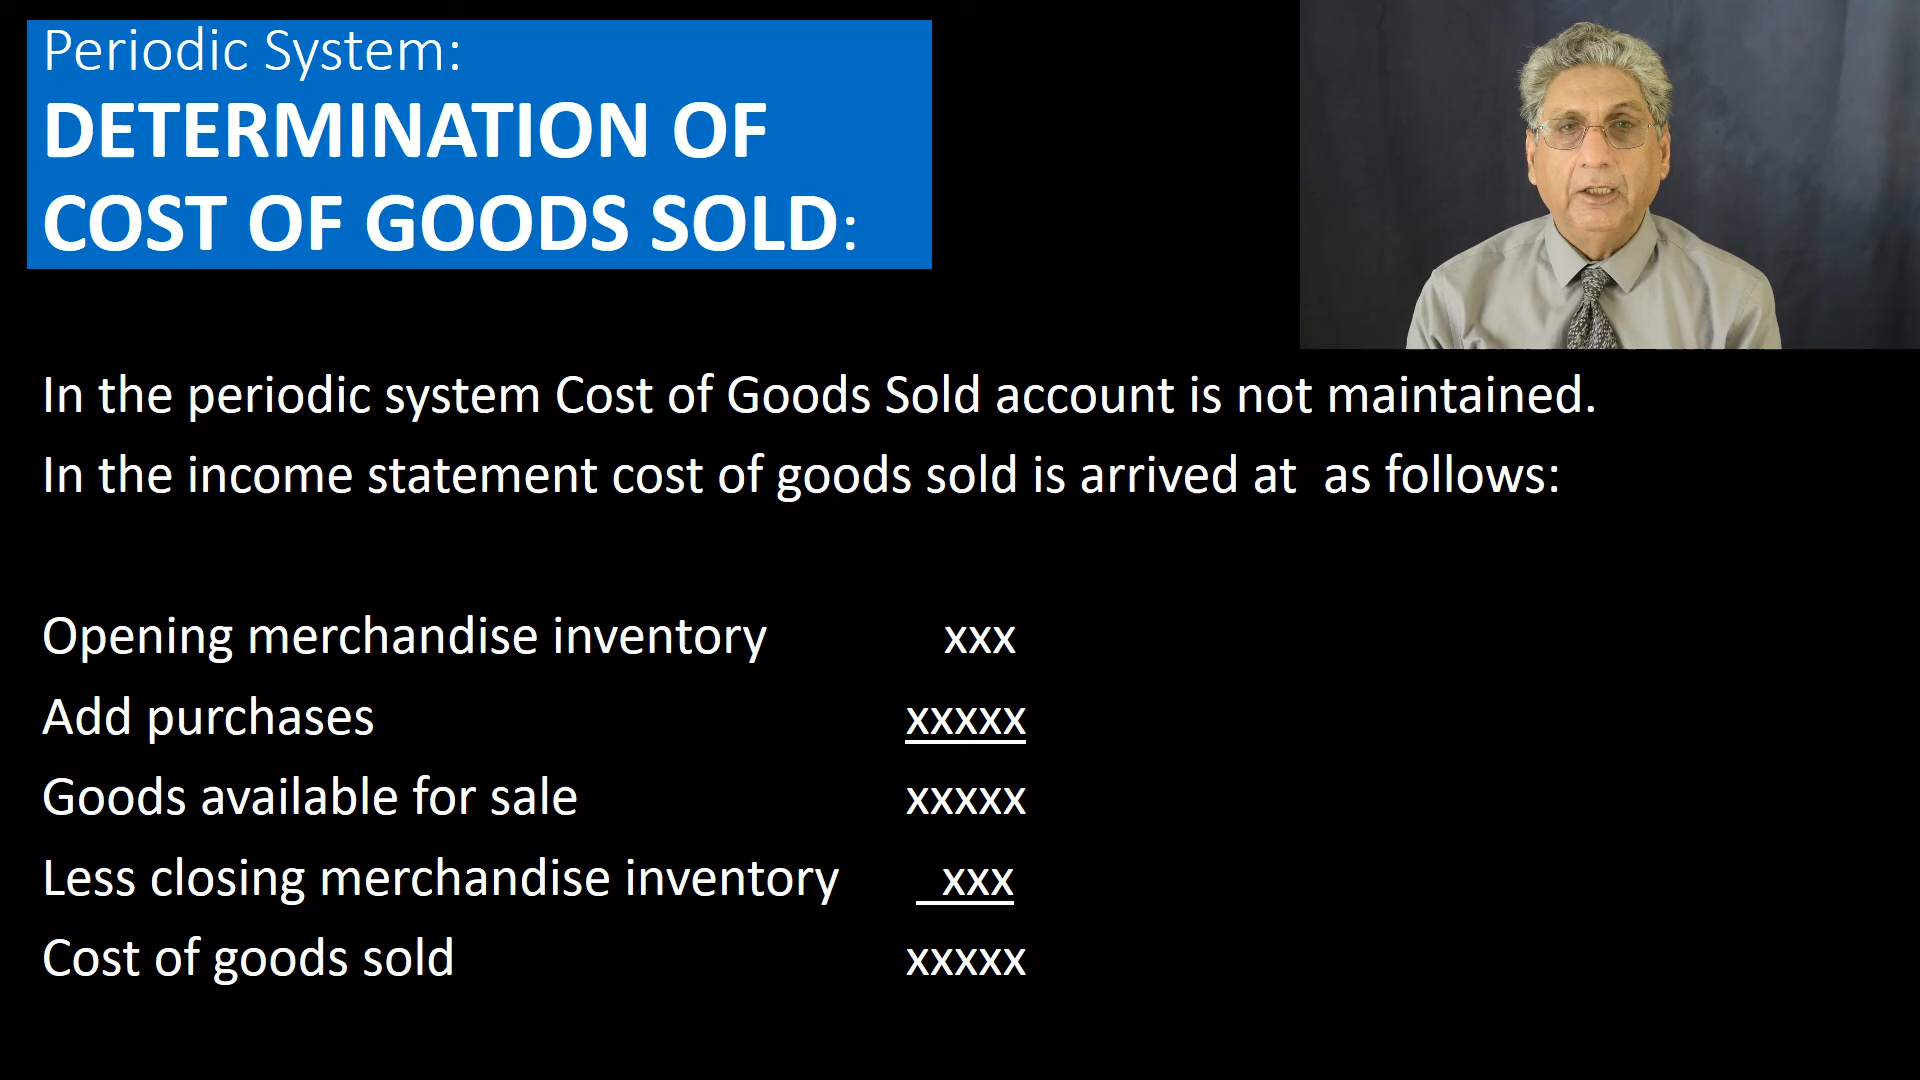 Periodic System:
DETERMINATION OF
COST OF GOODS SOLD:
In the periodic system Cost of Goods Sold account is not maintained.
In the income statement cost of goods sold is arrived at  as follows:
Opening merchandise inventory xxx
Add purchases xxxxx
Goods available for sale xxxxx
Less closing merchandise inventory xxx
Cost of goods sold xxxxx